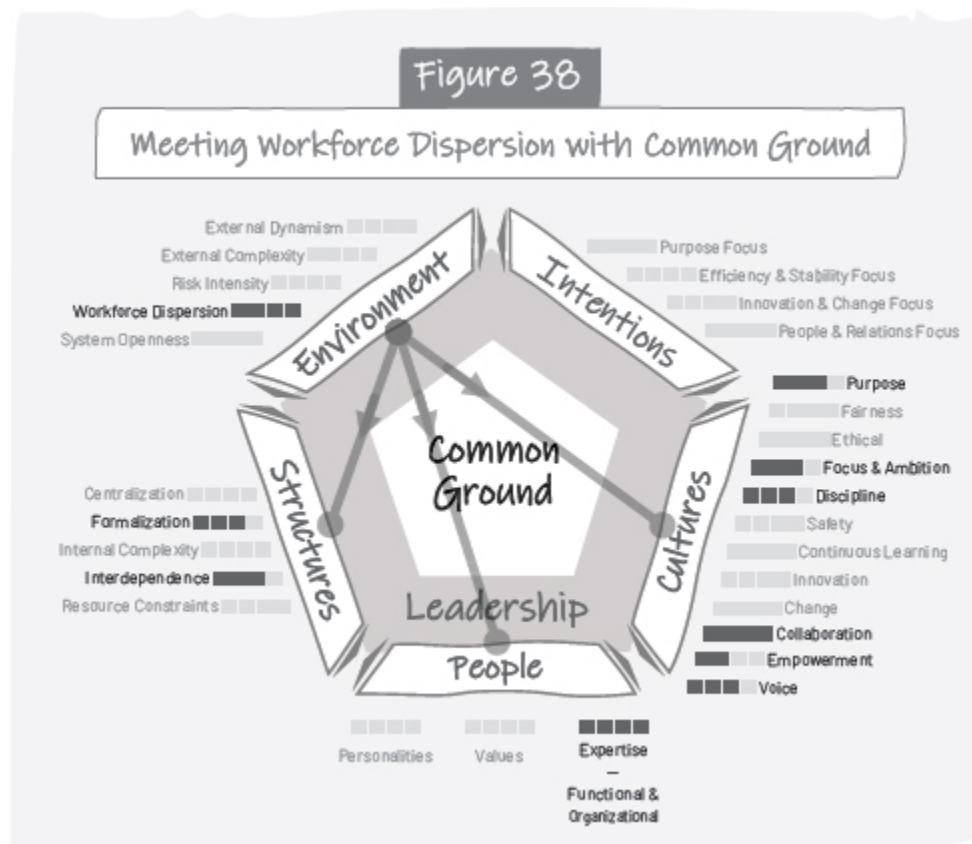 Figure 38
Meeting Workforce Dispersion with Common Ground
External Dynamism
External Complexity
Risk Intensity
Workforce Dispersion
System Openness
Environment
Intentions
Purpose Focus
Efficiency & Stability Focus
Innovation & Change Focus
People & Relations Focus
Common
Ground
Leadership
Structures
Centralization
Formalization
Internal Complexity
Interdependence
Resource Constraints
Cultures
Purpose
Fairness
Ethical
Focus & Ambition
Discipline
Safety
Continuous Learning
Innovation
Change
Collaboration
Empowerment
Voice
People
Personalities
Values
Expertise
–
Functional &
Organizational